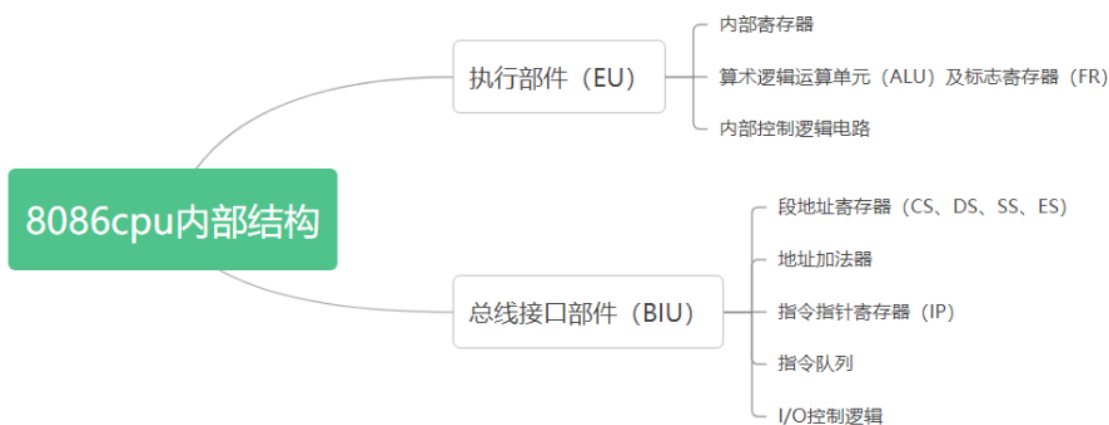 8086cpu内部结构
执行部件（EU）
内部寄存器
算术逻辑运算单元（ALU）及标志寄存器（FR）
内部控制逻辑电路
总线接口部件（BIU）
段地址寄存器（CS、DS、SS、ES）
地址加法器
指令指针寄存器（IP）
指令队列
I/O控制逻辑